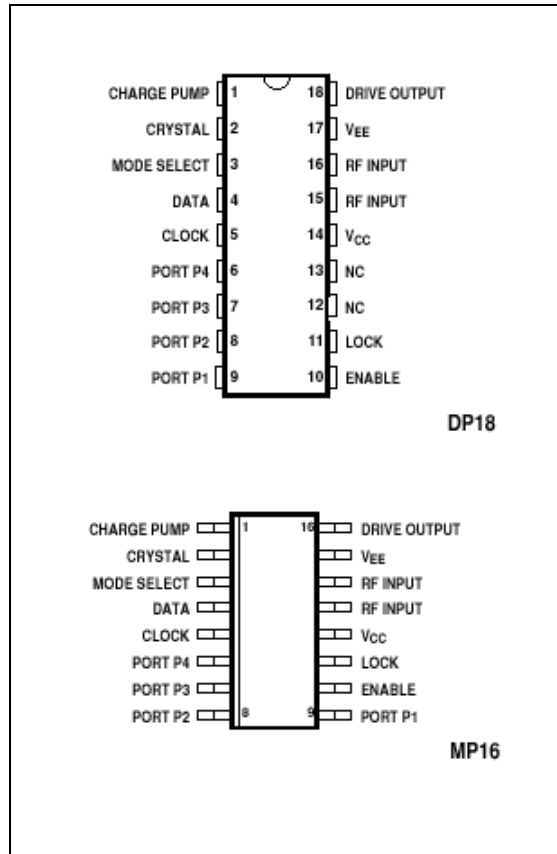 CHARGE PUMP 1 18 DRIVE OUTPUT
CRYSTAL 2 17 VEE
MODE SELECT 3 16 RF INPUT
DATA 4 15 RF INPUT
CLOCK 5 14 VCC
PORT P4 6 13 NC
PORT P3 7 12 NC
PORT P2 8 11 LOCK
PORT P1 9 10 ENABLE
DP18
CHARGE PUMP 1 16 DRIVE OUTPUT
CRYSTAL VEE
MODE SELECT RF INPUT
DATA RF INPUT
CLOCK VCC
PORT P4 LOCK
PORT P3 ENABLE
PORT P2 8 9 PORT P1
MP16